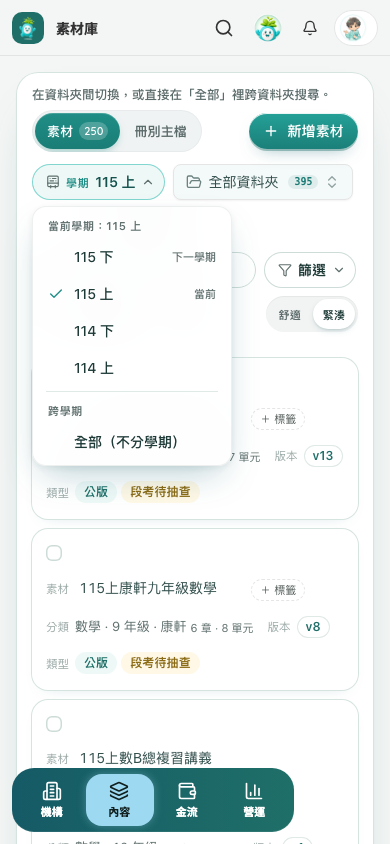 素材庫
在資料夾間切換，或直接在「全部」裡跨資料夾搜尋。
素材 250 冊別主檔
+ 新增素材
學期 115 上
全部資料夾 395
當前學期：115 上
115 下 下一學期
115 上 當前
114 下
114 上
跨學期
全部（不分學期）
篩選
舒適 緊湊
+ 標籤
7 單元 版本 v13
類型 公版 段考待抽查
素材 115上康軒九年級數學 + 標籤
分類 數學 · 9 年級 · 康軒 6 章 · 8 單元 版本 v8
類型 公版 段考待抽查
素材 115上數B總複習講義
機構 內容 金流 營運